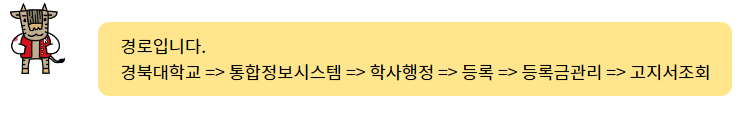 경로입니다.
경북대학교 => 통합정보시스템 => 학사행정 => 등록 => 등록금관리 => 고지서조회